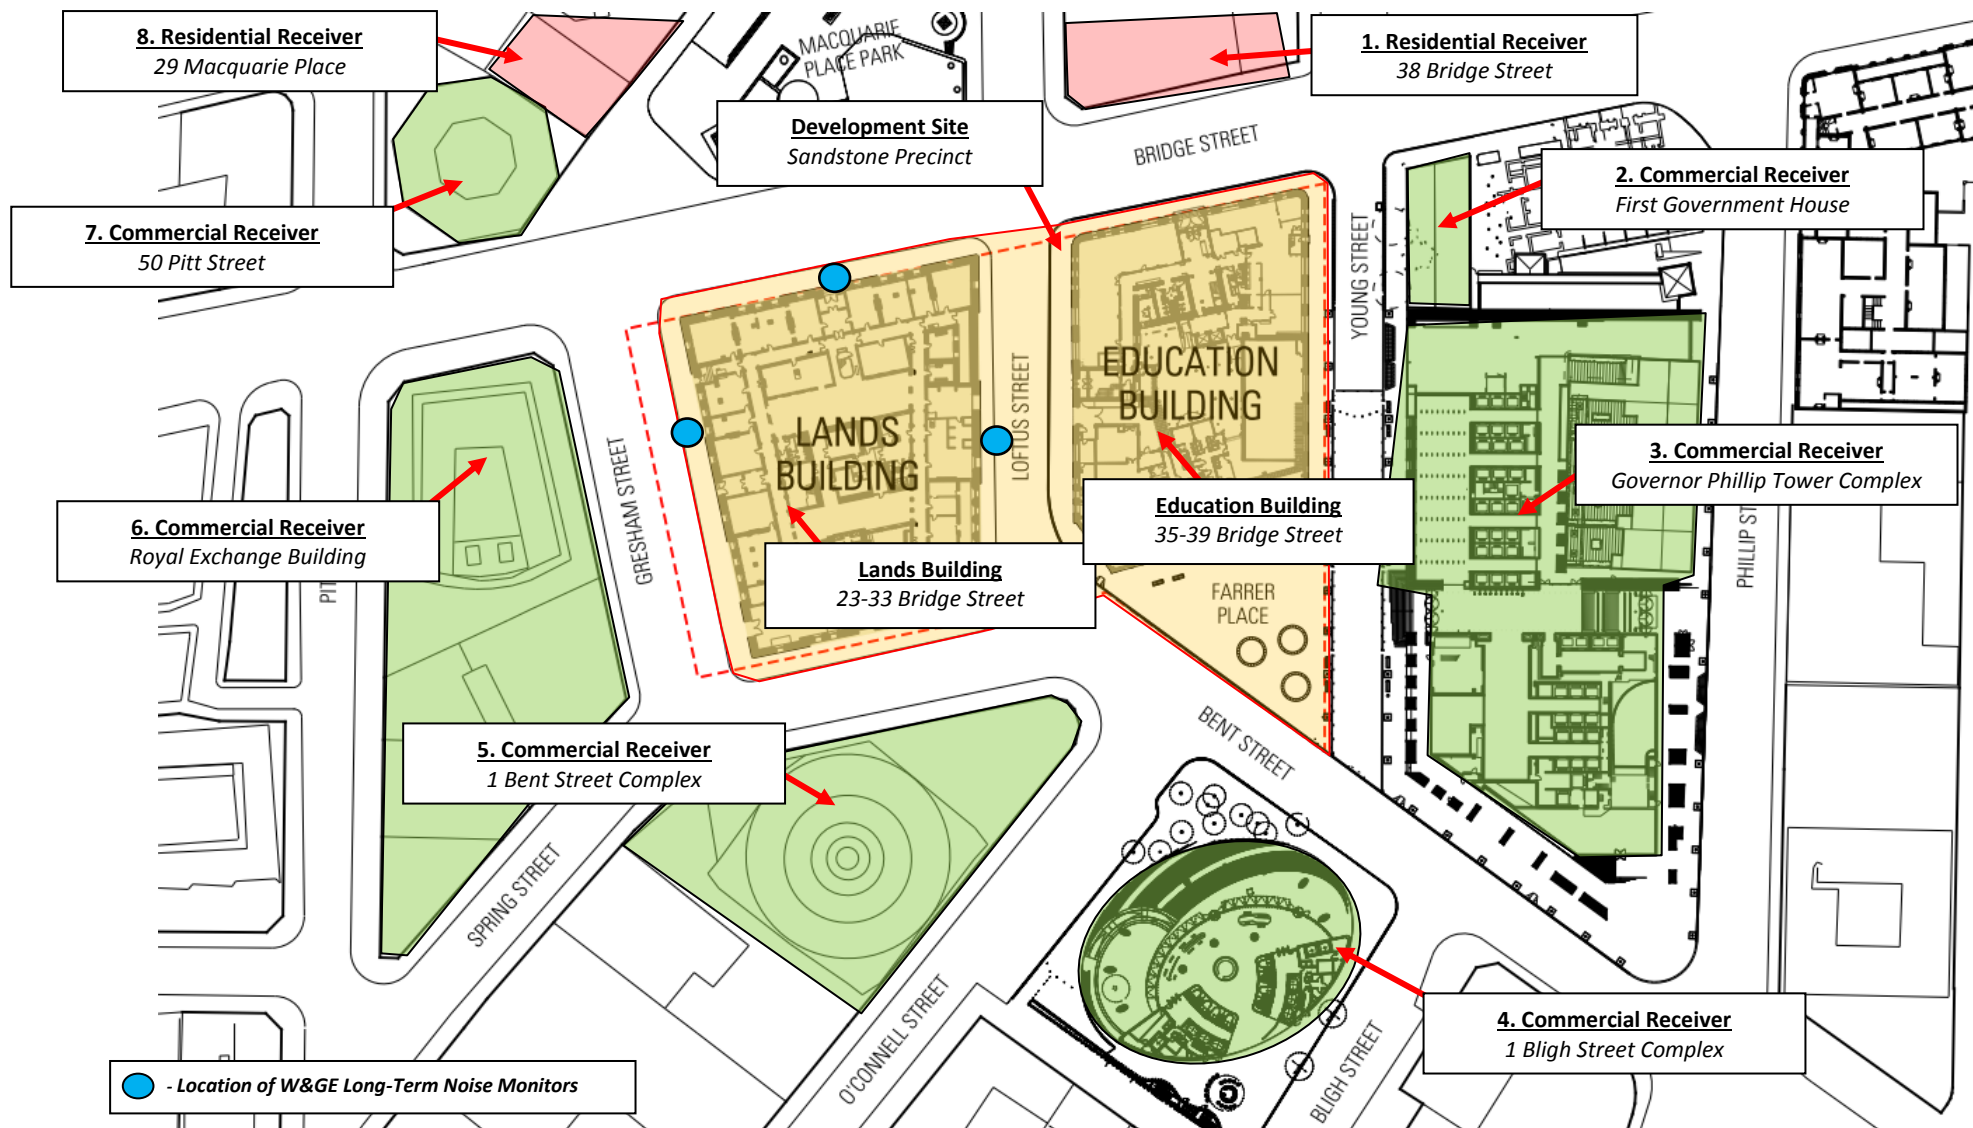 8. Residential Receiver
29 Macquarie Place
MACQUARIE
PLACE PARK
1. Residential Receiver
38 Bridge Street
Development Site
Sandstone Precinct
BRIDGE STREET
2. Commercial Receiver
First Government House
7. Commercial Receiver
50 Pitt Street
YOUNG STREET
EDUCATION
BUILDING
LOFTUS STREET
LANDS
BUILDING
GRESHAM STREET
3. Commercial Receiver
Governor Phillip Tower Complex
6. Commercial Receiver
Royal Exchange Building
Education Building
35-39 Bridge Street
Lands Building
23-33 Bridge Street
FARRER
PLACE
PHILLIP ST
PIT
5. Commercial Receiver
1 Bent Street Complex
BENT STREET
SPRING STREET
O'CONNELL STREET
BLIGH STREET
4. Commercial Receiver
1 Bligh Street Complex
- Location of W&GE Long-Term Noise Monitors